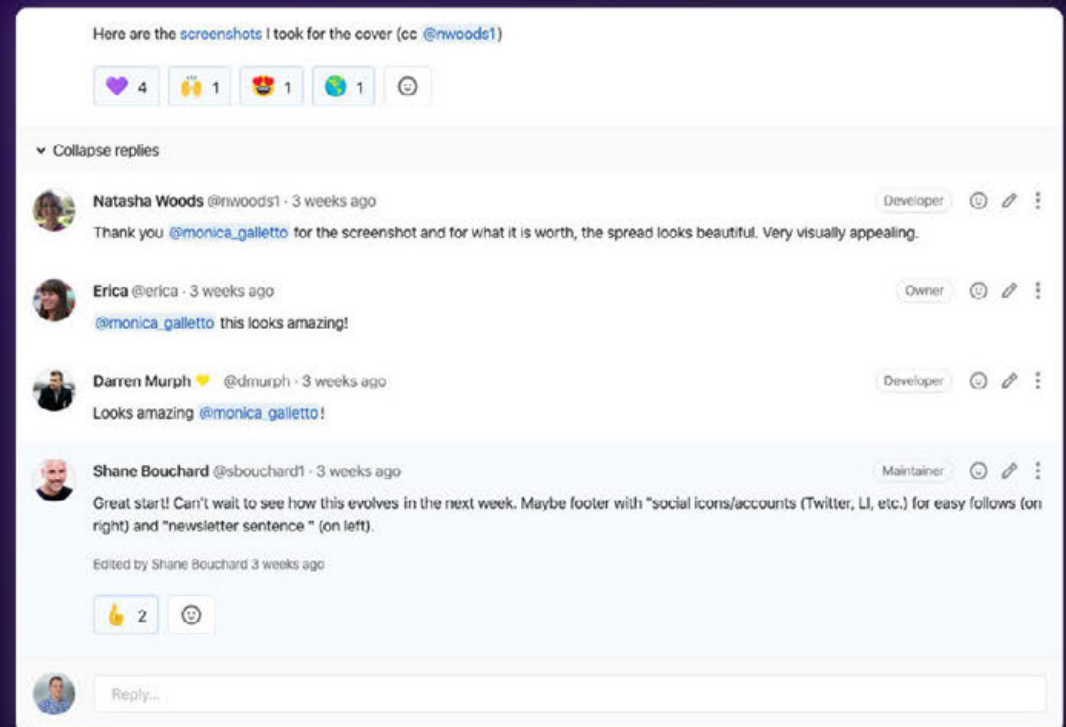 Here are the screenshots I took for the cover (cc @nwoods1)
4 1 1 1
Collapse replies
Natasha Woods @nwoods1 · 3 weeks ago Developer
Thank you @monica_galletto for the screenshot and for what it is worth, the spread looks beautiful. Very visually appealing.
Erica @erica · 3 weeks ago Owner
@monica_galletto this looks amazing!
Darren Murph 💛 @dmurph · 3 weeks ago Developer
Looks amazing @monica_galletto!
Shane Bouchard @sbouchard1 · 3 weeks ago Maintainer
Great start! Can't wait to see how this evolves in the next week. Maybe footer with "social icons/accounts (Twitter, LI, etc.) for easy follows (on
right) and "newsletter sentence " (on left).
Edited by Shane Bouchard 3 weeks ago
2
Reply...